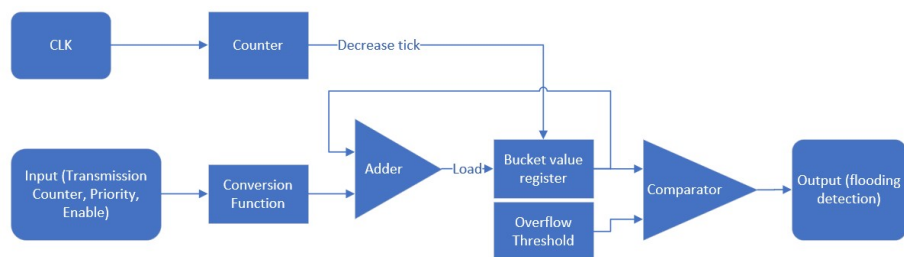 CLK
Counter
Decrease tick
Input (Transmission
Counter, Priority,
Enable)
Conversion
Function
Adder
Load
Bucket value
register
Overflow
Threshold
Comparator
Output (flooding
detection)